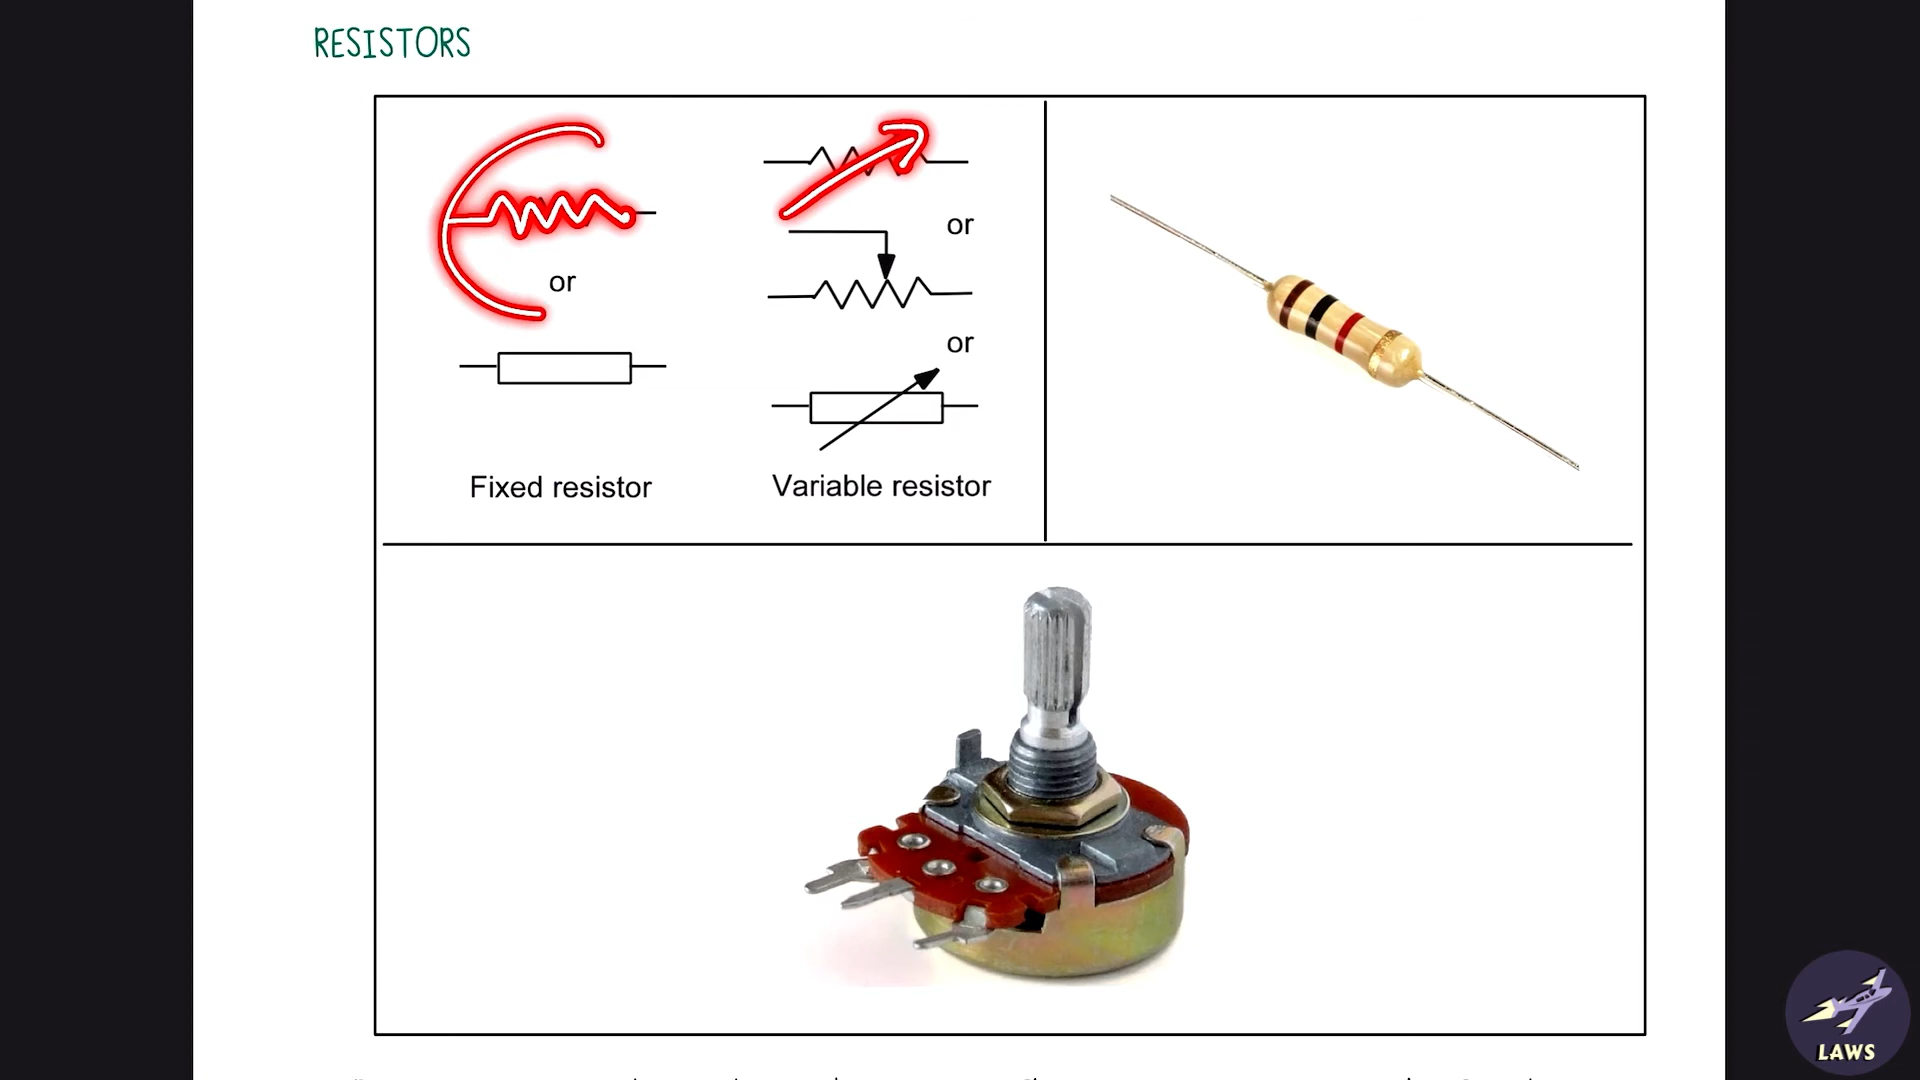 RESISTORS
or
or
or
Fixed resistor
Variable resistor
LAWS